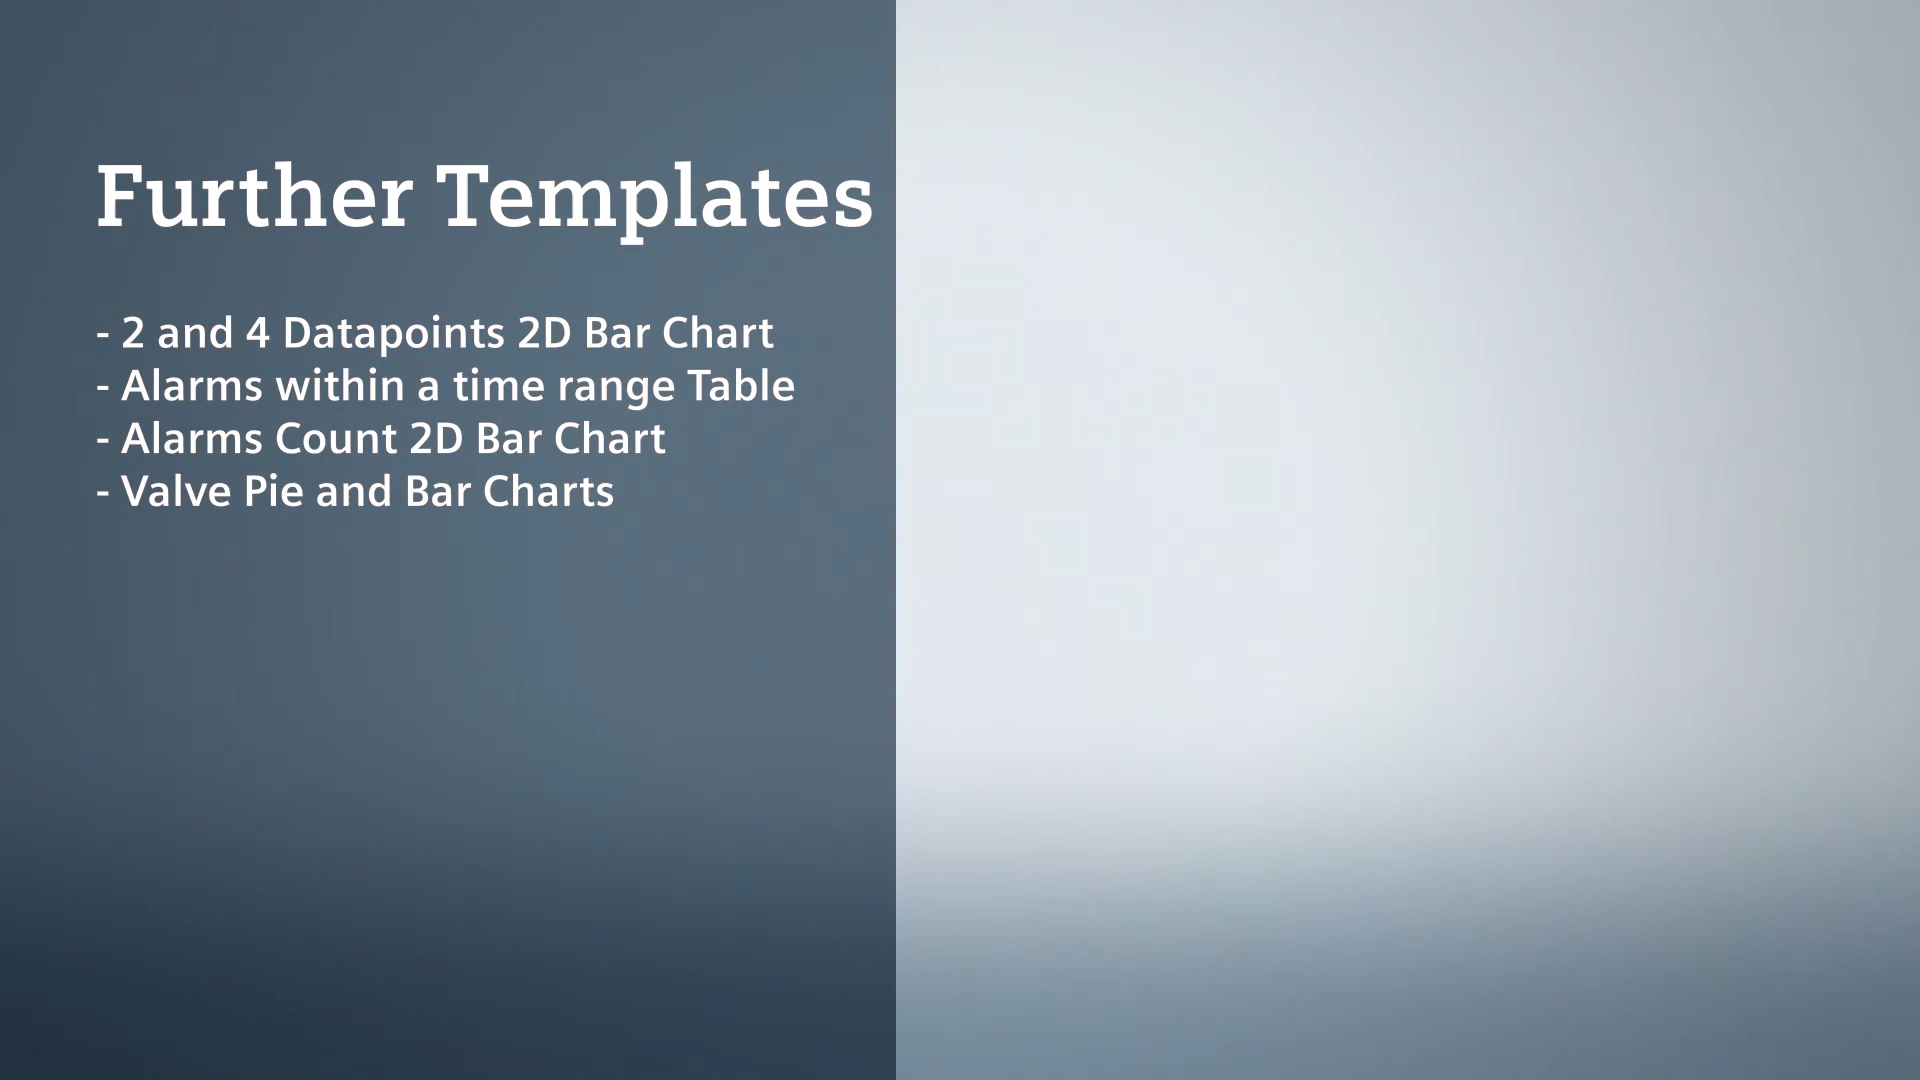 Further Templates
- 2 and 4 Datapoints 2D Bar Chart
- Alarms within a time range Table
- Alarms Count 2D Bar Chart
- Valve Pie and Bar Charts